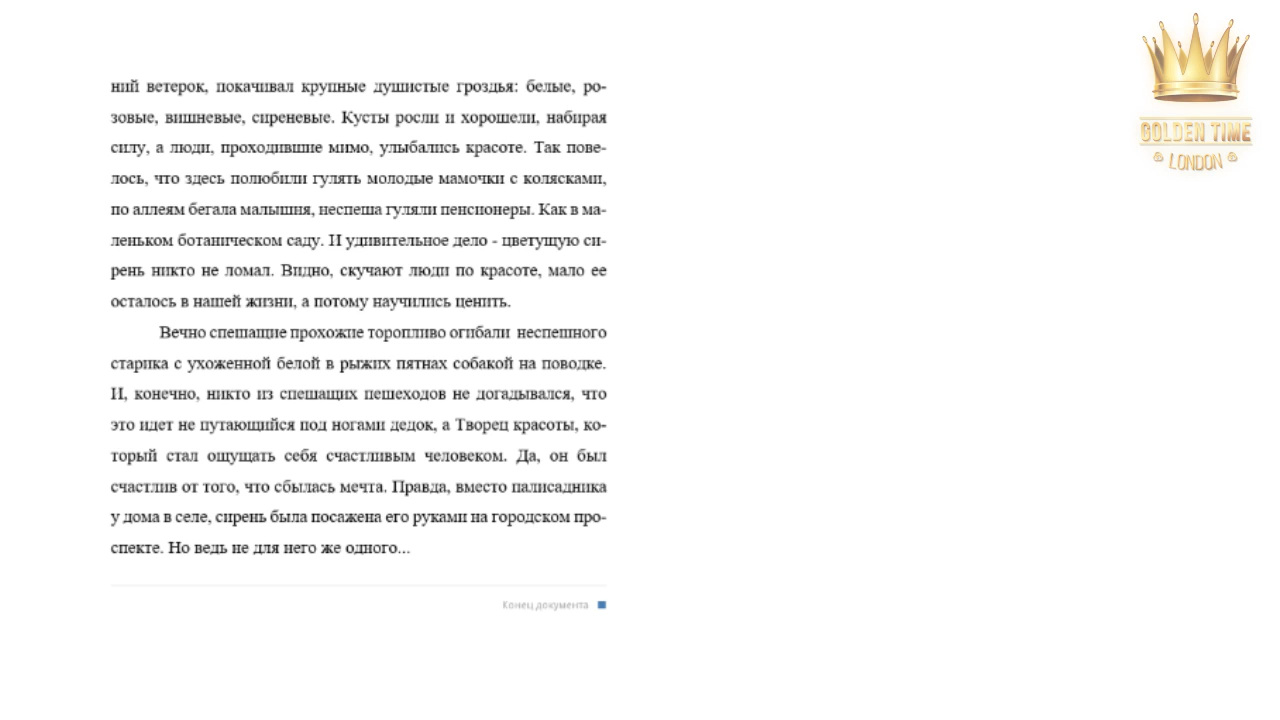 ний ветерок, покачивал крупные душистые гроздья: белые, ро-
зовые, вишневые, сиреневые. Кусты росли и хорошели, набирая
силу, а люди, проходившие мимо, улыбались красоте. Так пове-
лось, что здесь полюбили гулять молодые мамочки с колясками,
по аллеям бегала малышня, неспеша гуляли пенсионеры. Как в ма-
леньком ботаническом саду. И удивительное дело - цветущую си-
рень никто не ломал. Видно, скучают люди по красоте, мало ее
осталось в нашей жизни, а потому научились ценить.
Вечно спешащие прохожие торопливо огибали неспешного
старика с ухоженной белой в рыжих пятнах собакой на поводке.
И, конечно, никто из спешащих пешеходов не догадывался, что
это идет не путающийся под ногами дедок, а Творец красоты, ко-
торый стал ощущать себя счастливым человеком. Да, он был
счастлив от того, что сбылась мечта. Правда, вместо палисадника
у дома в селе, сирень была посажена его руками на городском про-
спекте. Но ведь не для него же одного...
Конец документа
GOLDEN TIME
LONDON